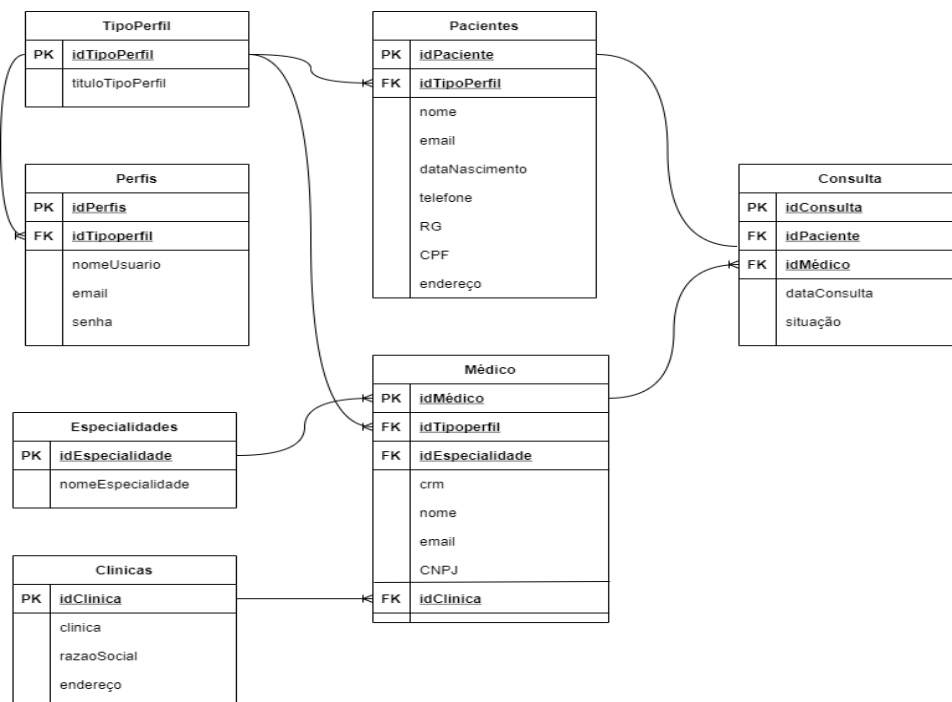 TipoPerfil
PK idTipoPerfil
tituloTipoPerfil
Pacientes
PK idPaciente
FK idTipoPerfil
nome
email
dataNascimento
telefone
RG
CPF
endereço
Perfis
PK idPerfis
FK idTipoperfil
nomeUsuario
email
senha
Consulta
PK idConsulta
FK idPaciente
FK idMédico
dataConsulta
situação
Médico
PK idMédico
FK idTipoperfil
FK idEspecialidade
crm
nome
email
CNPJ
FK idClinica
Especialidades
PK idEspecialidade
nomeEspecialidade
Clinicas
PK idClinica
clinica
razaoSocial
endereço